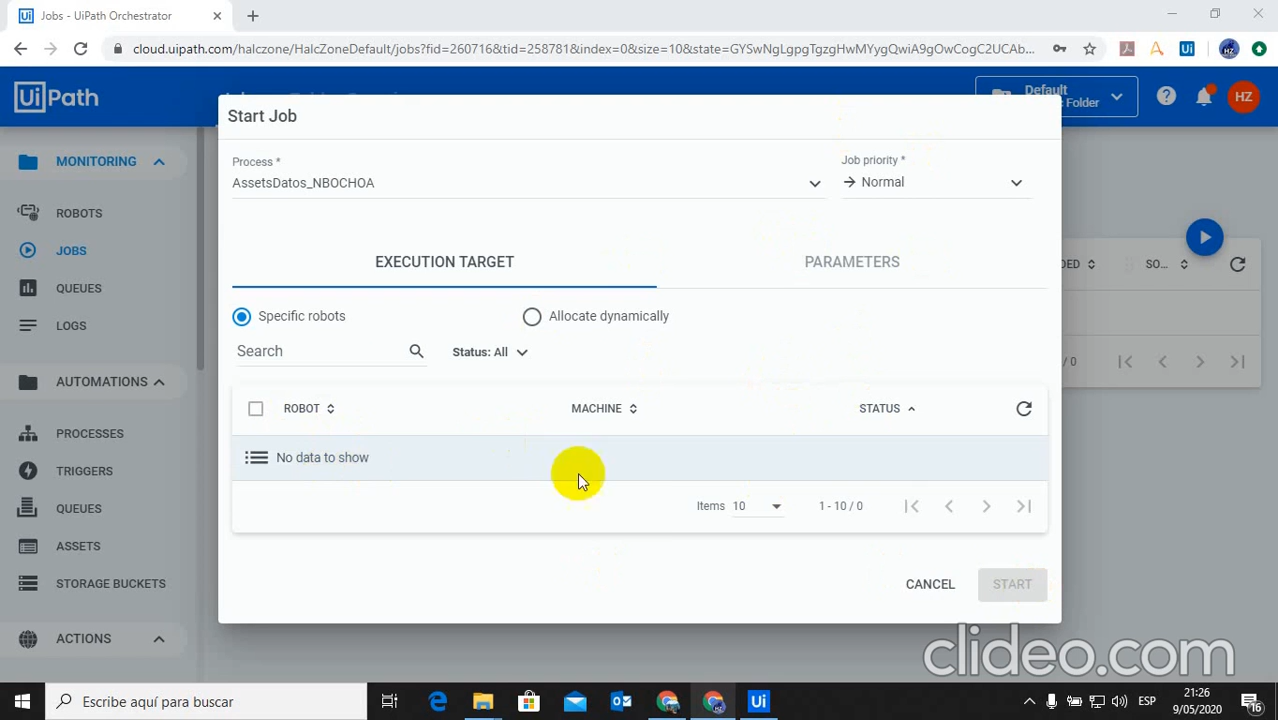 Jobs - UiPath Orchestrator
cloud.uipath.com/halczone/HalcZoneDefault/jobs?fid=260716&tid=258781&index=0&size=10&state=GYSwNgLgpgTgzgHwMYygQwiA9gOwCogC2UCAb...
UiPath
Default
Folder
HZ
Start Job
MONITORING
Process *
Job priority *
AssetsDatos_NBOCHOA
Normal
ROBOTS
JOBS
EXECUTION TARGET
PARAMETERS
DED
SO...
QUEUES
Specific robots
Allocate dynamically
LOGS
Search
Status: All
/ 0
AUTOMATIONS
ROBOT
MACHINE
STATUS
PROCESSES
No data to show
TRIGGERS
QUEUES
Items 10
1 - 10 / 0
ASSETS
STORAGE BUCKETS
CANCEL
START
ACTIONS
clideo.com
Escribe aquí para buscar
ESP
21:26
9/05/2020
16